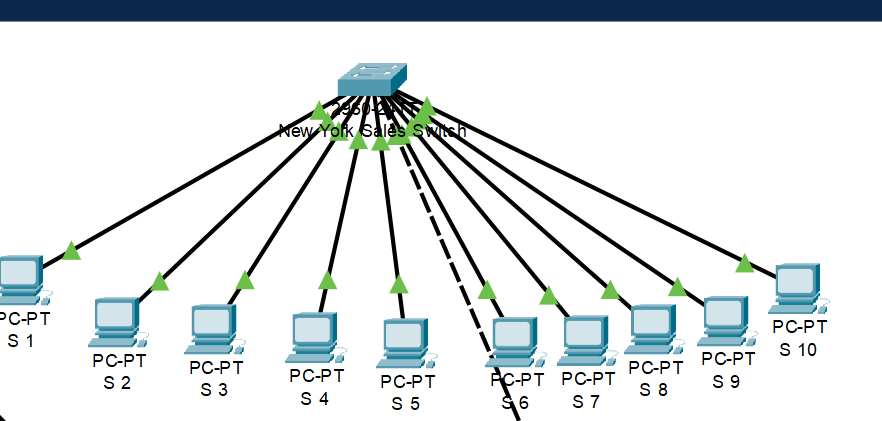 New York Sales Switch
PC-PT
S 1
PC-PT
S 2
PC-PT
S 3
PC-PT
S 4
PC-PT
S 5
PC-PT
S 6
PC-PT
S 7
PC-PT
S 8
PC-PT
S 9
PC-PT
S 10